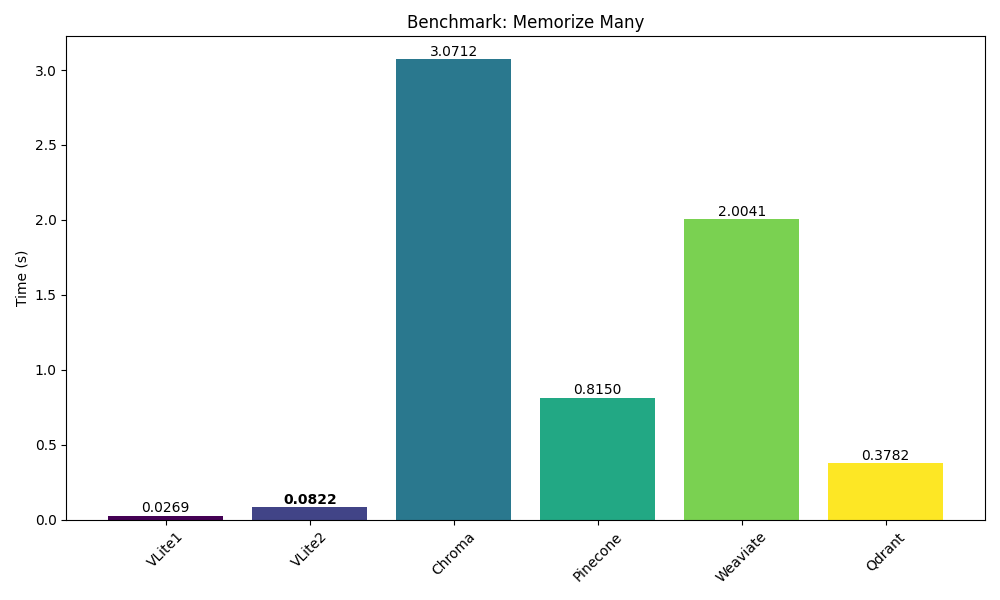 Benchmark: Memorize Many
Time (s)
3.0
2.5
2.0
1.5
1.0
0.5
0.0
0.0269
0.0822
3.0712
0.8150
2.0041
0.3782
VLite1
VLite2
Chroma
Pinecone
Weaviate
Qdrant